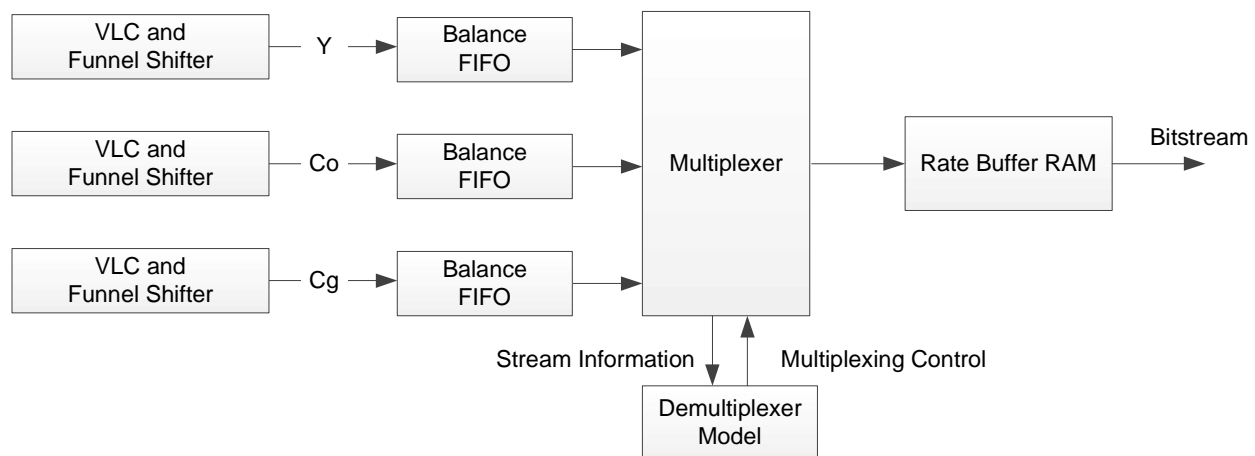 VLC and
Funnel Shifter
Y
Balance
FIFO
VLC and
Funnel Shifter
Co
Balance
FIFO
Multiplexer
Rate Buffer RAM
Bitstream
VLC and
Funnel Shifter
Cg
Balance
FIFO
Stream Information
Multiplexing Control
Demultiplexer
Model